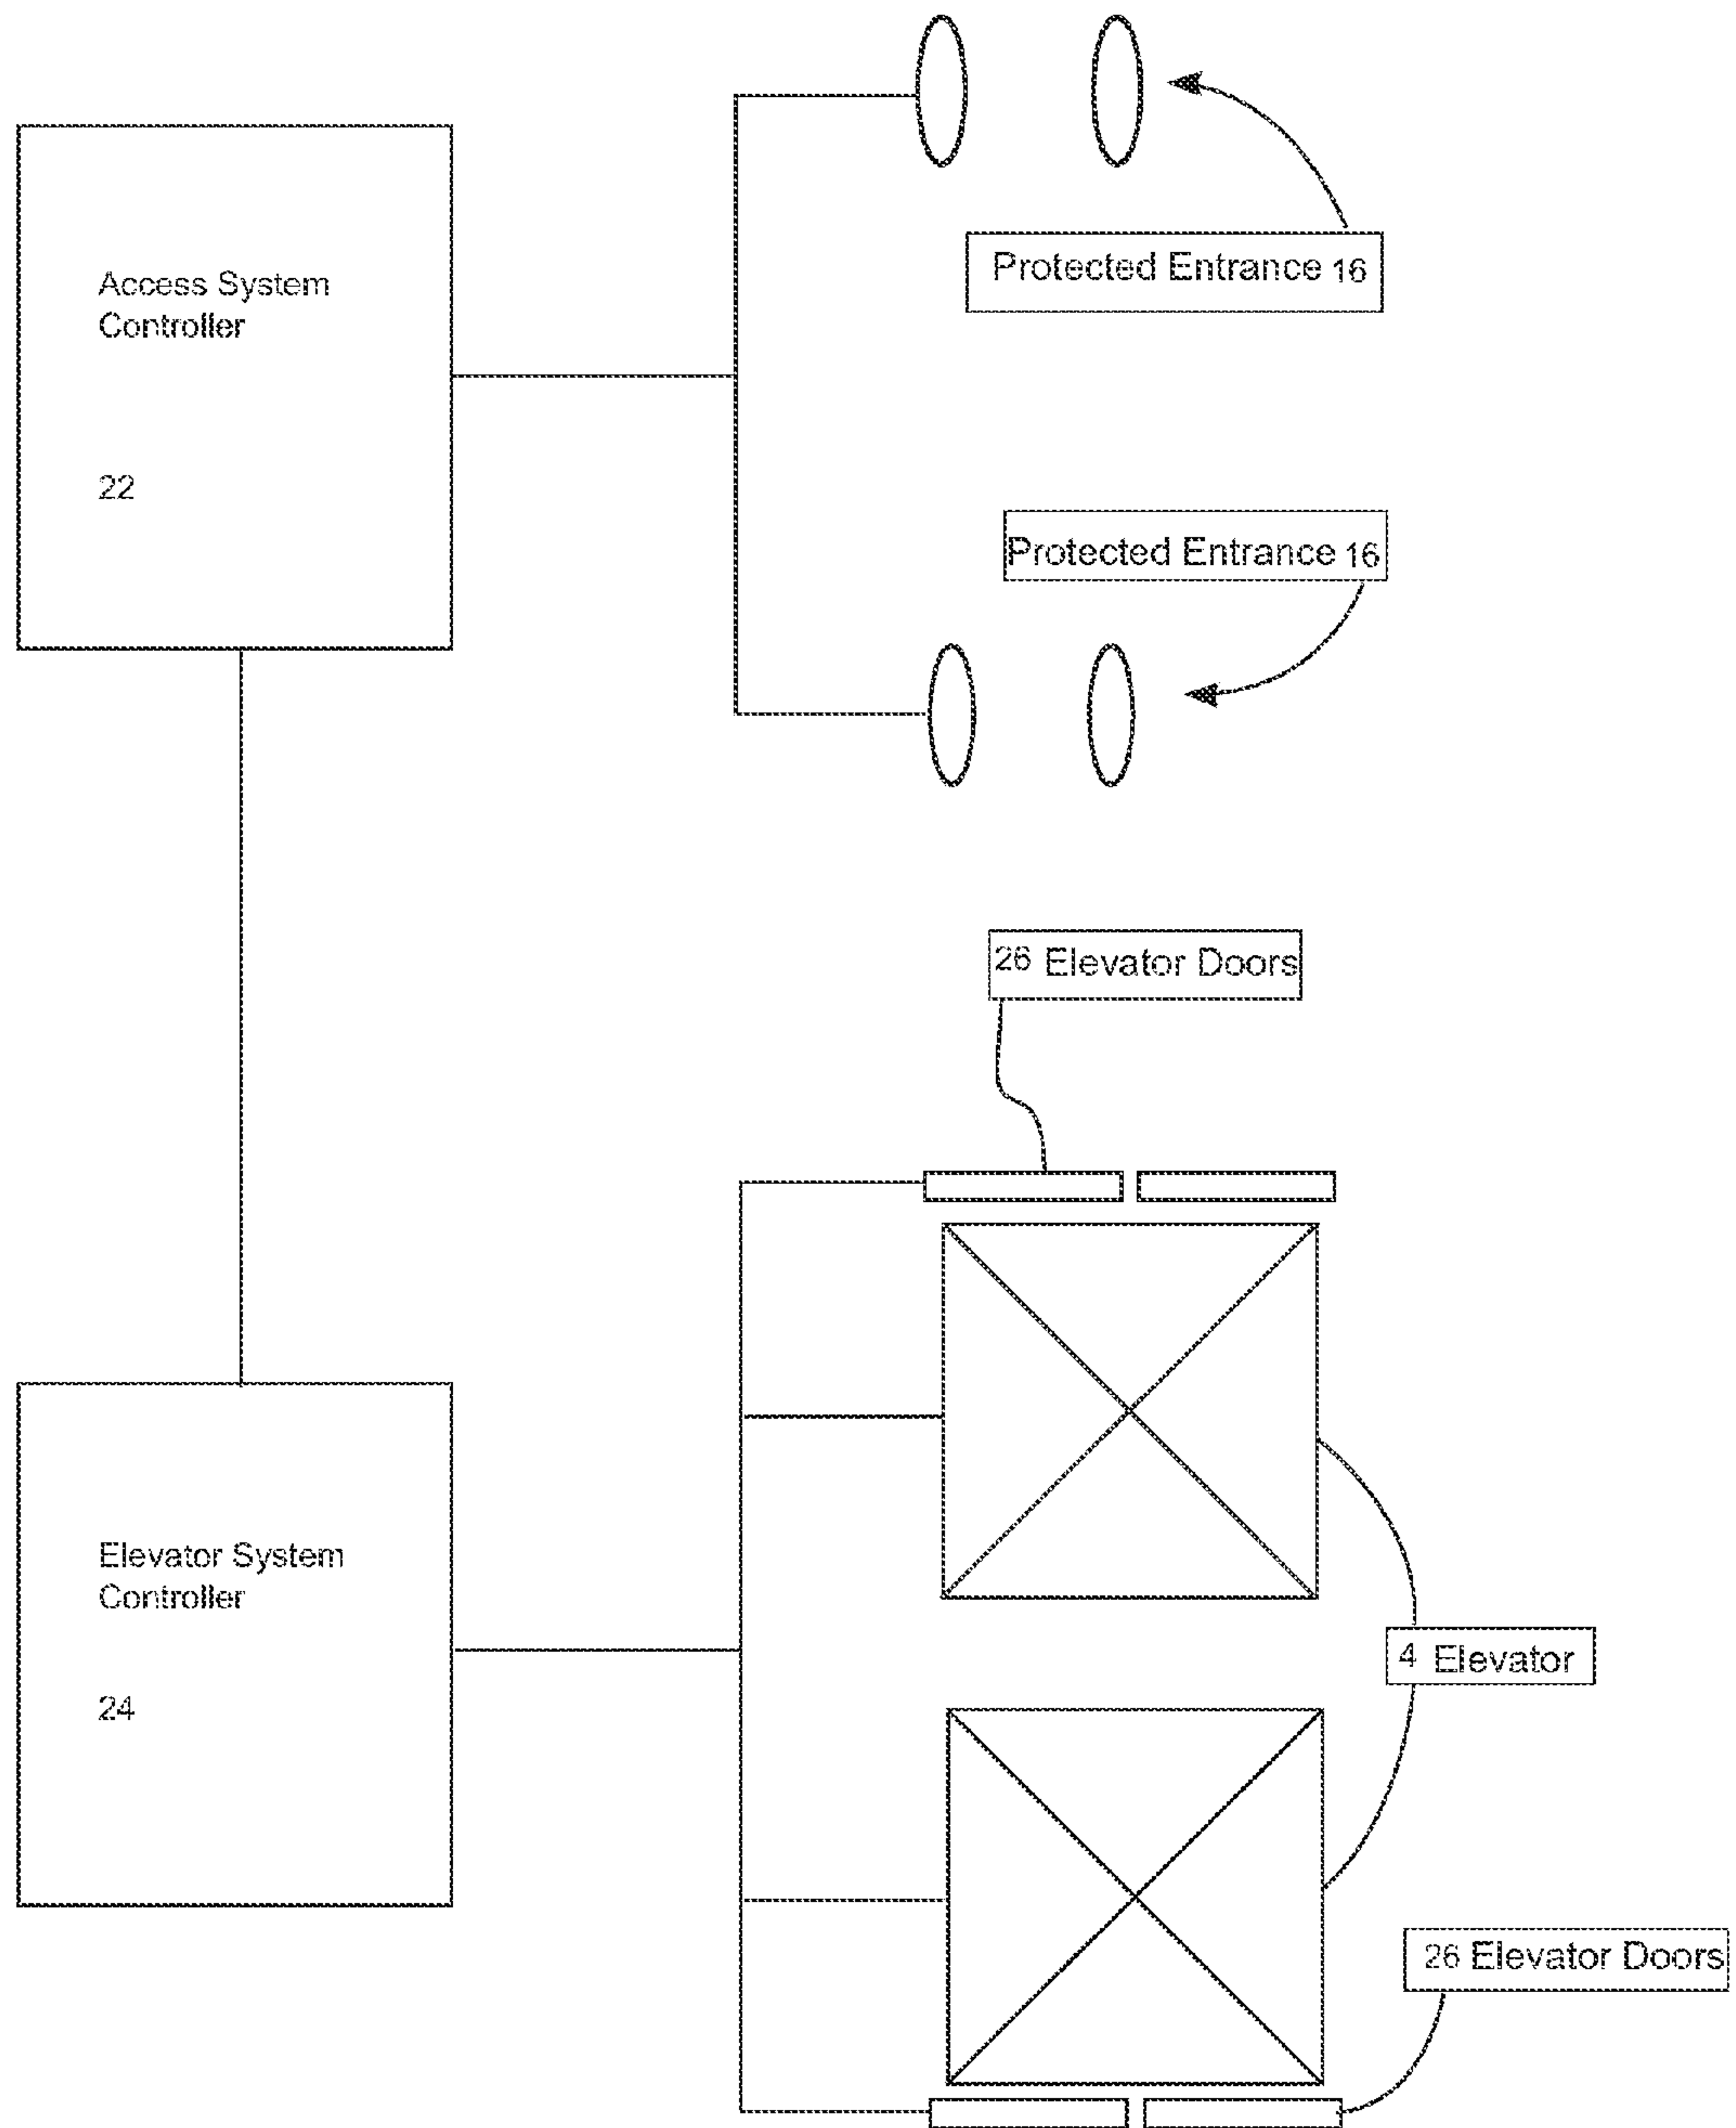 Access System
Controller
22
Protected Entrance 16
Protected Entrance 16
26 Elevator Doors
Elevator System
Controller
24
4 Elevator
26 Elevator Doors